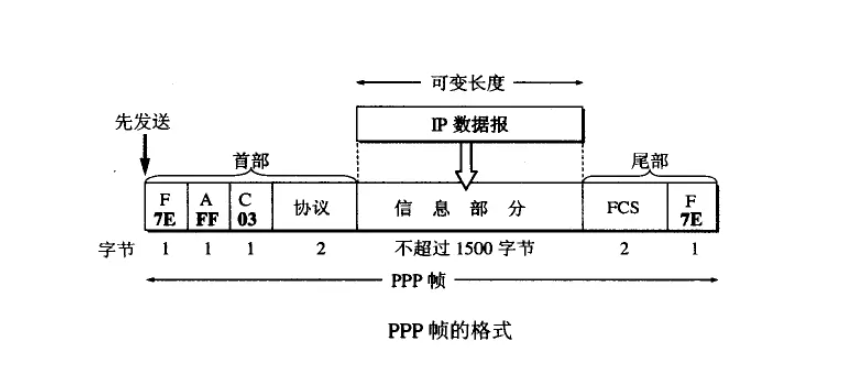 可变长度
先发送
IP 数据报
首部
尾部
F A C F
7E FF 03 协议 信息部分 FCS 7E
字节 1 1 1 2 不超过 1500 字节 2 1
PPP 帧
PPP 帧的格式